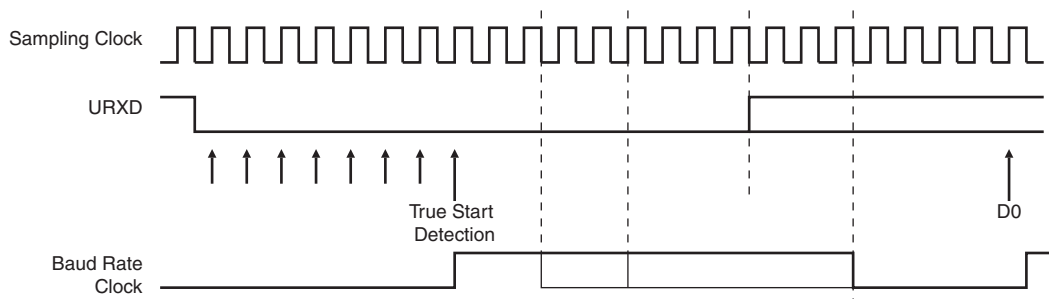 Sampling Clock
URXD
True Start
Detection
D0
Baud Rate
Clock